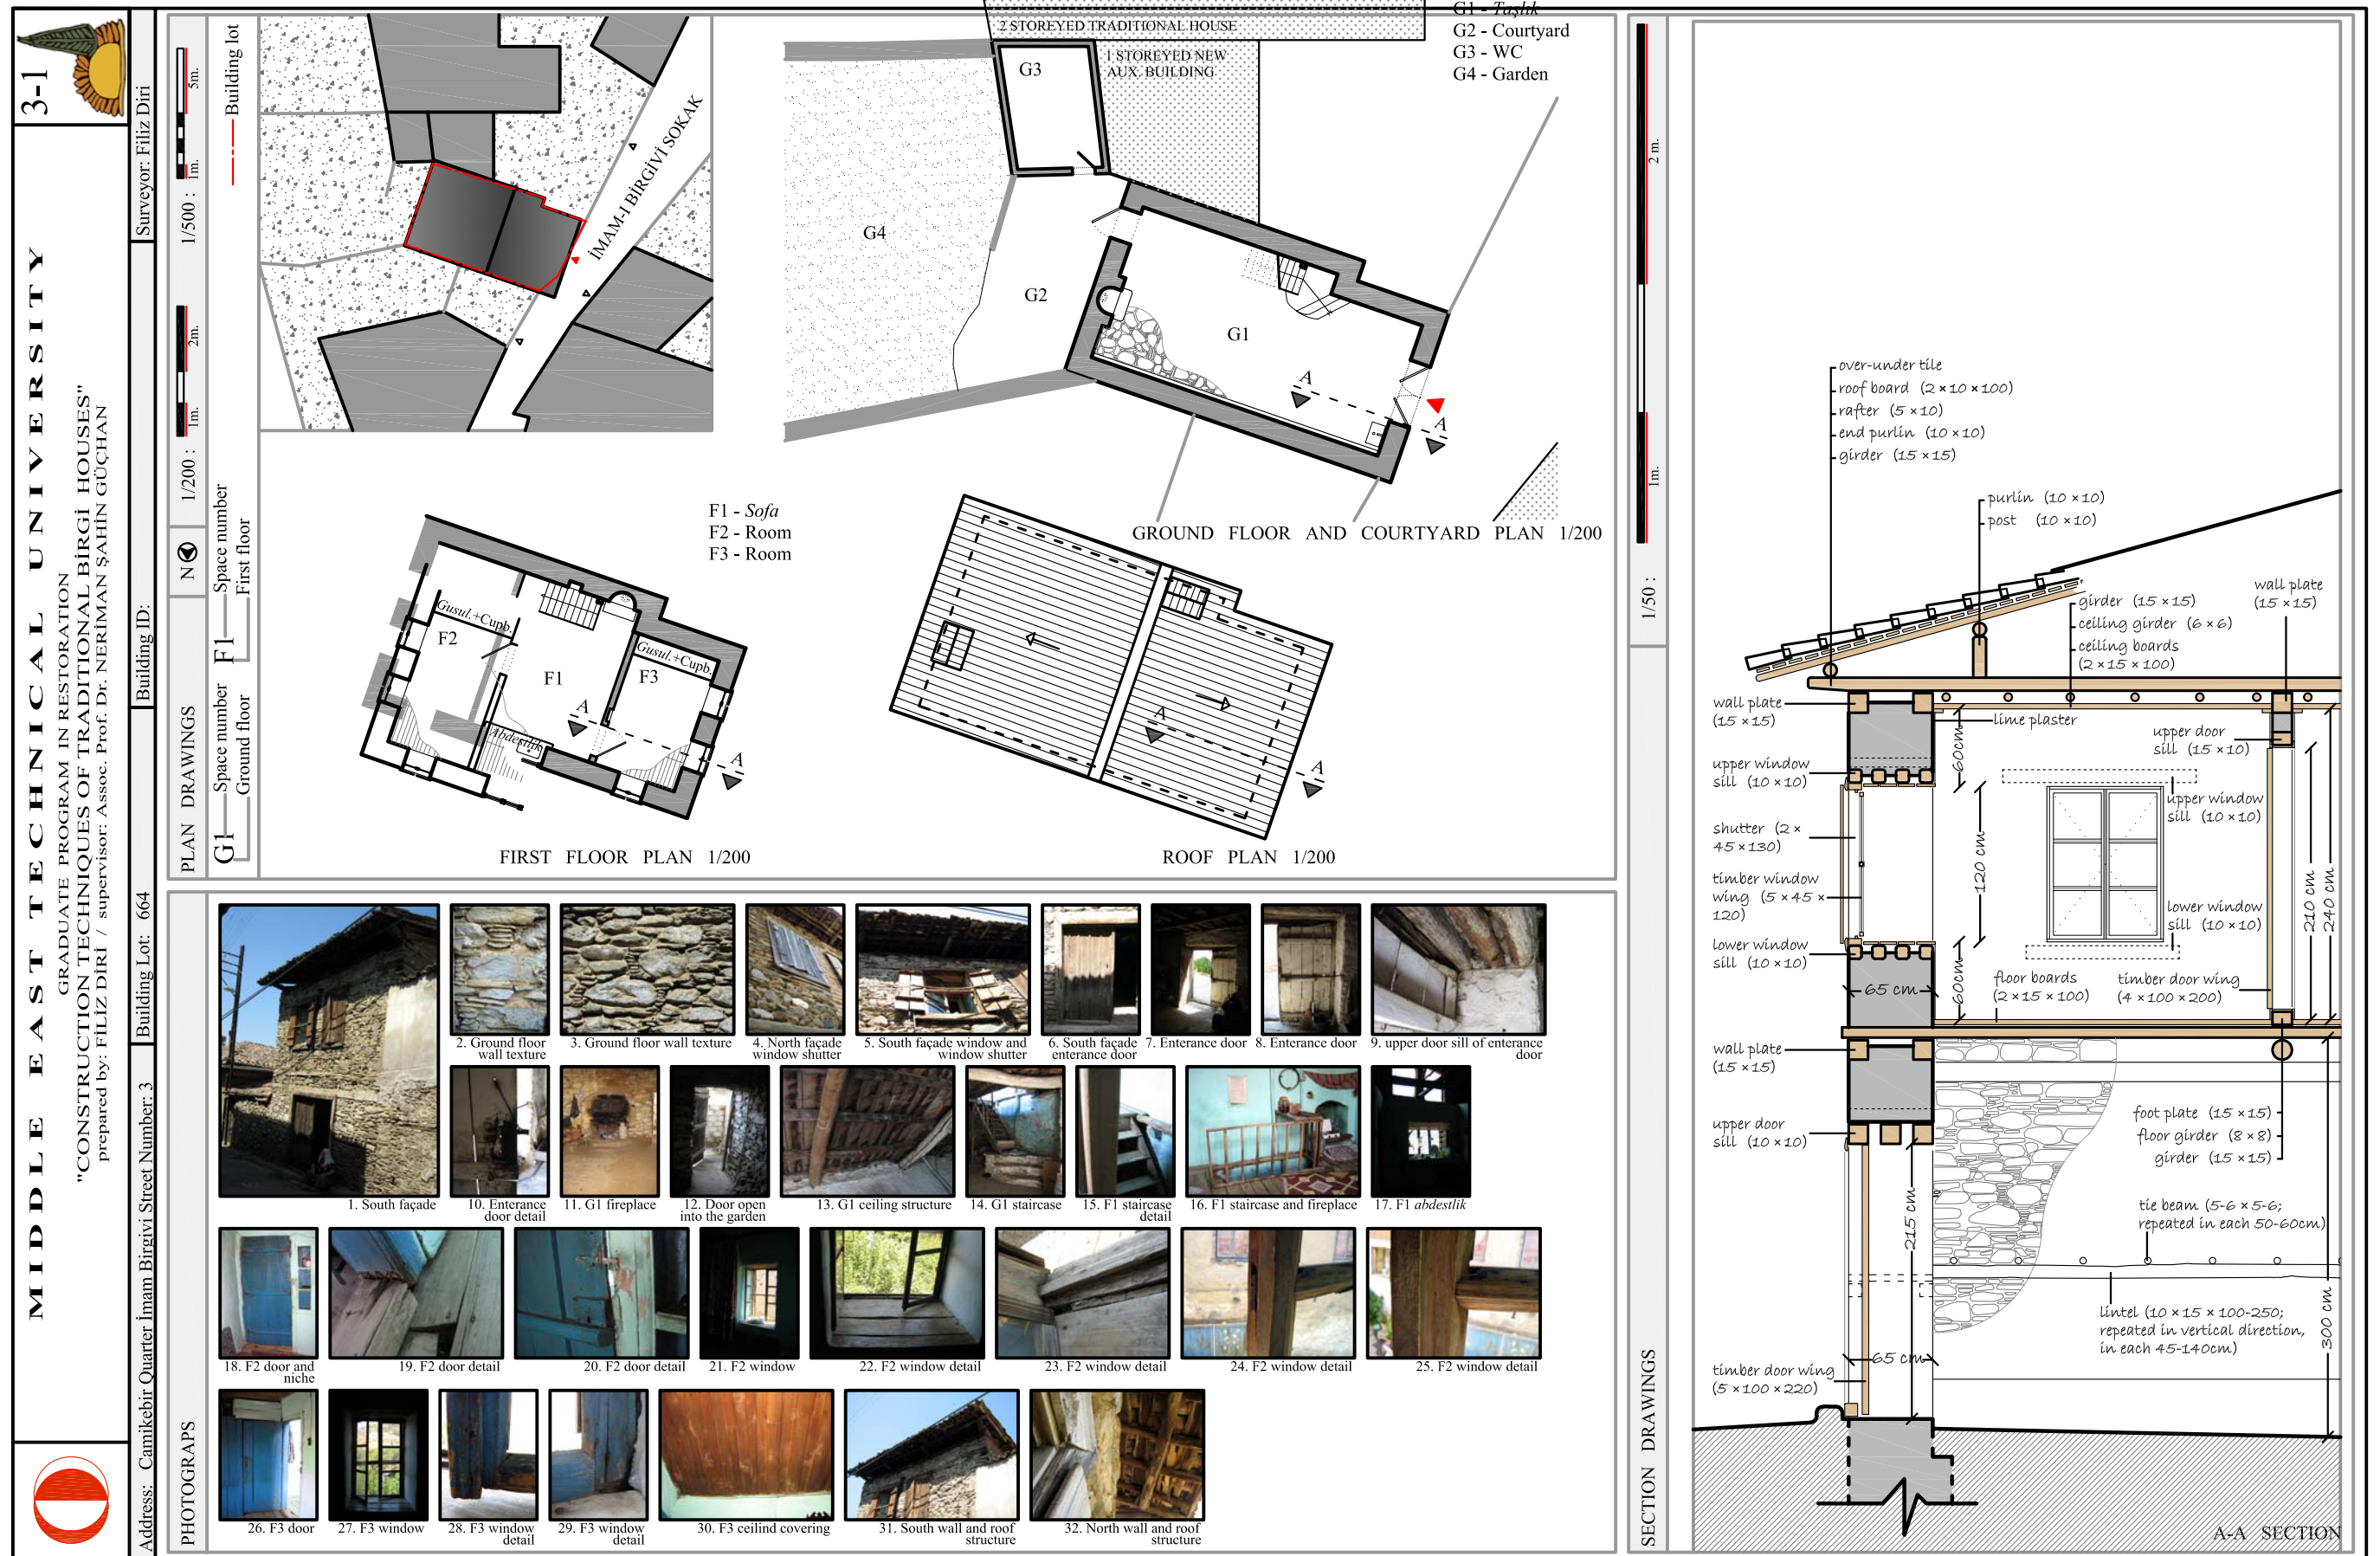 3-1
MIDDLE EAST TECHNICAL UNIVERSITY
GRADUATE PROGRAM IN RESTORATION
"CONSTRUCTION TECHNIQUES OF TRADITIONAL BİRGİ HOUSES"
prepared by: FİLİZ DİRİ / supervisor: Assoc. Prof. Dr. NERİMAN ŞAHİN GÜÇHAN
Address: Camikebir Quarter İmam Birgivi Street Number: 3
Building Lot: 664
Building ID:
Surveyor: Filiz Diri
PLAN DRAWINGS
N
1/200 :
1m.
2m.
1/500 :
1m.
5m.
G1
Space number
Ground floor
F1
Space number
First floor
Building lot
İMAM-I BİRGİVİ SOKAK
2 STOREYED TRADITIONAL HOUSE
1 STOREYED NEW
AUX. BUILDING
G1 - Taşlık
G2 - Courtyard
G3 - WC
G4 - Garden
G3
G4
G2
G1
A
A
GROUND FLOOR AND COURTYARD PLAN 1/200
F1 - Sofa
F2 - Room
F3 - Room
Gusul.+Cupb.
F2
F1
Gusul.+Cupb.
F3
Abdestlik
A
A
FIRST FLOOR PLAN 1/200
A
A
ROOF PLAN 1/200
PHOTOGRAPS
1. South façade
2. Ground floor
wall texture
3. Ground floor wall texture
4. North façade
window shutter
5. South façade window and
window shutter
6. South façade
entrance door
7. Enterance door
8. Enterance door
9. upper door sill of enterance
door
10. Enterance
door detail
11. G1 fireplace
12. Door open
into the garden
13. G1 ceiling structure
14. G1 staircase
15. F1 staircase
detail
16. F1 staircase and fireplace
17. F1 abdestlik
18. F2 door and
niche
19. F2 door detail
20. F2 door detail
21. F2 window
22. F2 window detail
23. F2 window detail
24. F2 window detail
25. F2 window detail
26. F3 door
27. F3 window
28. F3 window
detail
29. F3 window
detail
30. F3 ceilind covering
31. South wall and roof
structure
32. North wall and roof
structure
SECTION DRAWINGS
1/50 :
1m.
2 m.
over-under tile
roof board (2×10×100)
rafter (5×10)
end purlin (10×10)
girder (15×15)
purlin (10×10)
post (10×10)
girder (15×15)
ceiling girder (6×6)
ceiling boards
(2×15×100)
wall plate
(15×15)
wall plate
(15×15)
lime plaster
upper door
sill (15×10)
upper window
sill (10×10)
60cm
upper window
sill (10×10)
shutter (2×
45×130)
120 cm
timber window
wing (5×45×
120)
lower window
sill (10×10)
210 cm
240 cm
lower window
sill (10×10)
65 cm
60cm
floor boards
(2×15×100)
timber door wing
(4×100×200)
wall plate
(15×15)
foot plate (15×15)
floor girder (8×8)
girder (15×15)
upper door
sill (10×10)
215 cm
tie beam (5-6×5-6;
repeated in each 50-60cm)
lintel (10×15×100-250;
repeated in vertical direction,
in each 45-140cm)
300 cm
65 cm
timber door wing
(5×100×220)
A-A SECTION